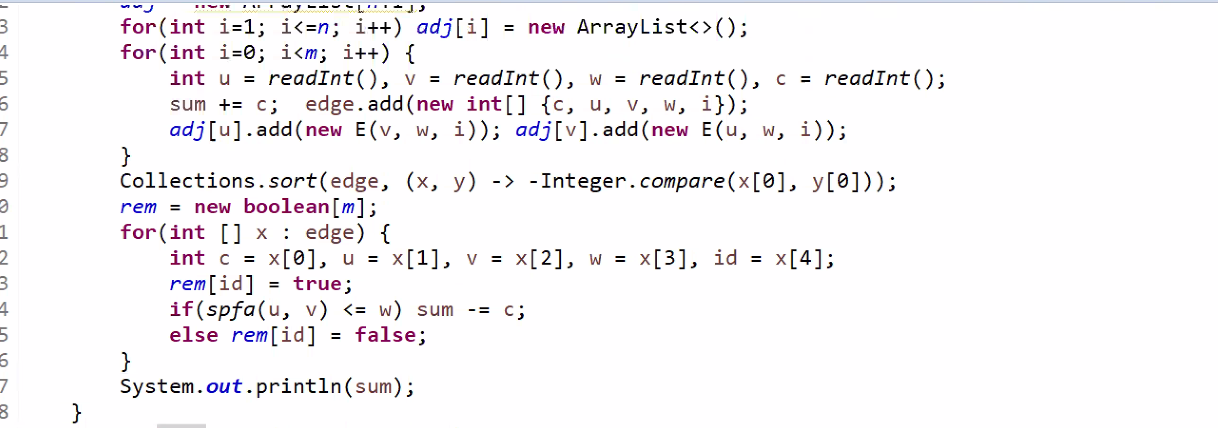 3 for(int i=1; i<=n; i++) adj[i] = new ArrayList<>();
4 for(int i=0; i<m; i++) {
5 int u = readInt(), v = readInt(), w = readInt(), c = readInt();
6 sum += c;  edge.add(new int[] {c, u, v, w, i});
7 adj[u].add(new E(v, w, i)); adj[v].add(new E(u, w, i));
8 }
9 Collections.sort(edge, (x, y) -> -Integer.compare(x[0], y[0]));
0 rem = new boolean[m];
1 for(int [] x : edge) {
2 int c = x[0], u = x[1], v = x[2], w = x[3], id = x[4];
3 rem[id] = true;
4 if(spfa(u, v) <= w) sum -= c;
5 else rem[id] = false;
6 }
7 System.out.println(sum);
8 }